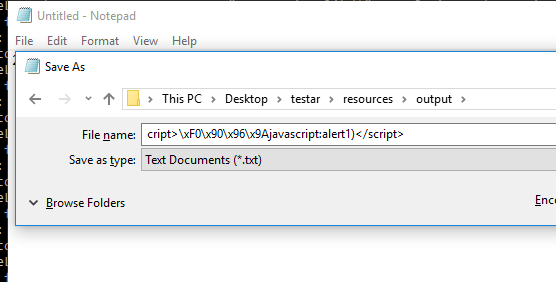 Untitled - Notepad
File Edit Format View Help
Save As
This PC > Desktop > testar > resources > output >
File name: cript>\xF0\x90\x96\x9Ajavascript:alert1)</script>
Save as type: Text Documents (*.txt)
Browse Folders
Enco